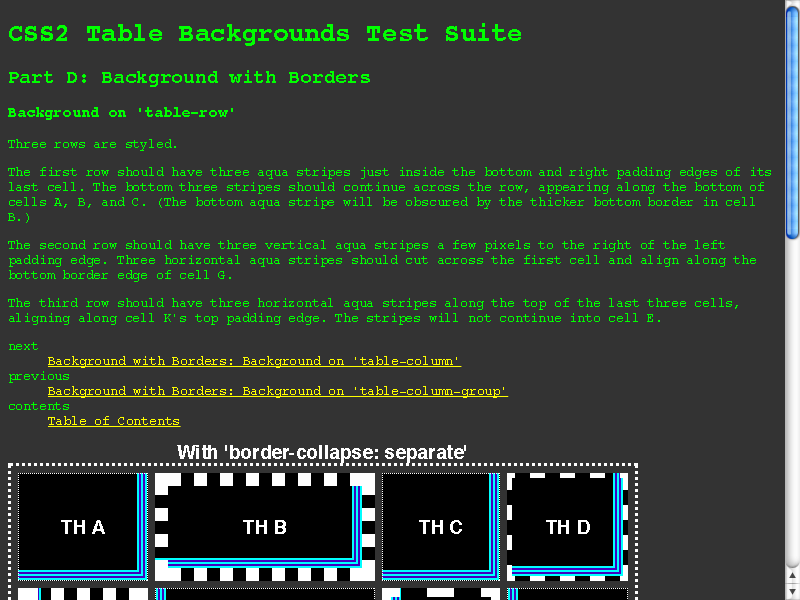 CSS2 Table Backgrounds Test Suite
Part D: Background with Borders
Background on 'table-row'
Three rows are styled.
The first row should have three aqua stripes just inside the bottom and right padding edges of its
last cell. The bottom three stripes should continue across the row, appearing along the bottom of
cells A, B, and C. (The bottom aqua stripe will be obscured by the thicker bottom border in cell
B.)
The second row should have three vertical aqua stripes a few pixels to the right of the left
padding edge. Three horizontal aqua stripes should cut across the first cell and align along the
bottom border edge of cell G.
The third row should have three horizontal aqua stripes along the top of the last three cells,
aligning along cell K's top padding edge. The stripes will not continue into cell E.
next
Background with Borders: Background on 'table-column'
previous
Background with Borders: Background on 'table-column-group'
contents
Table of Contents
With 'border-collapse: separate'
TH A TH B TH C TH D